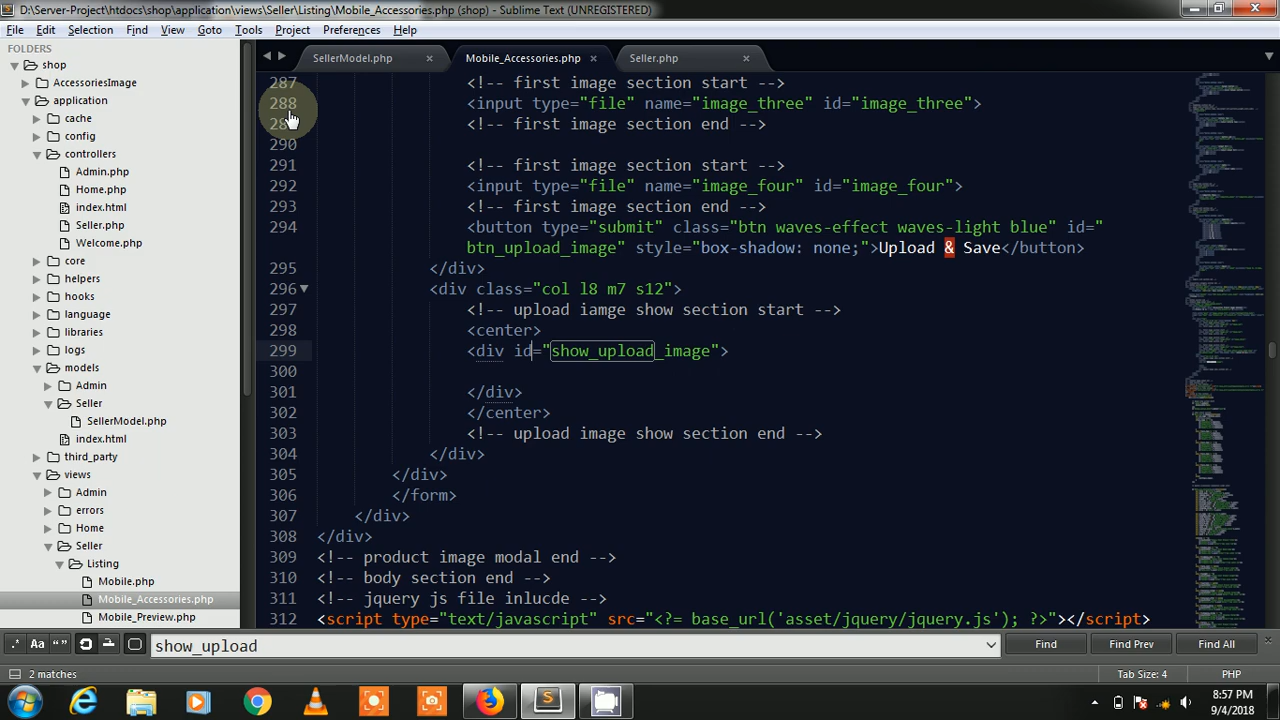 D:\Server-Project\htdocs\shop\application\views\Seller\Listing\Mobile_Accessories.php (shop) - Sublime Text (UNREGISTERED)
File Edit Selection Find View Goto Tools Project Preferences Help
FOLDERS
shop
AccessoriesImage
application
cache
config
controllers
Admin.php
Home.php
index.html
Seller.php
Welcome.php
core
helpers
hooks
language
libraries
logs
models
Admin
Seller
SellerModel.php
index.html
third_party
views
Admin
errors
Home
Seller
Listing
Mobile.php
Mobile_Accessories.php
Mobile_Preview.php
SellerModel.php Mobile_Accessories.php Seller.php
287 <!-- first image section start -->
288 <input type="file" name="image_three" id="image_three">
<!-- first image section end -->
290
291 <!-- first image section start -->
292 <input type="file" name="image_four" id="image_four">
293 <!-- first image section end -->
294 <button type="submit" class="btn waves-effect waves-light blue" id="
btn_upload_image" style="box-shadow: none;">Upload & Save</button>
295 </div>
296 <div class="col l8 m7 s12">
297 <!-- upload iamge show section start -->
298 <center>
299 <div id="show_upload_image">
300
301 </div>
302 </center>
303 <!-- upload image show section end -->
304 </div>
305 </div>
306 </form>
307 </div>
308 </div>
309 <!-- product image modal end -->
310 <!-- body section end -->
311 <!-- jquery js file inlucde -->
312 <script type="text/javascript" src="<?= base_url('asset/jquery/jquery.js'); ?>"></script>
.* Aa “ ” show_upload Find Find Prev Find All
2 matches Tab Size: 4 PHP
8:57 PM
9/4/2018